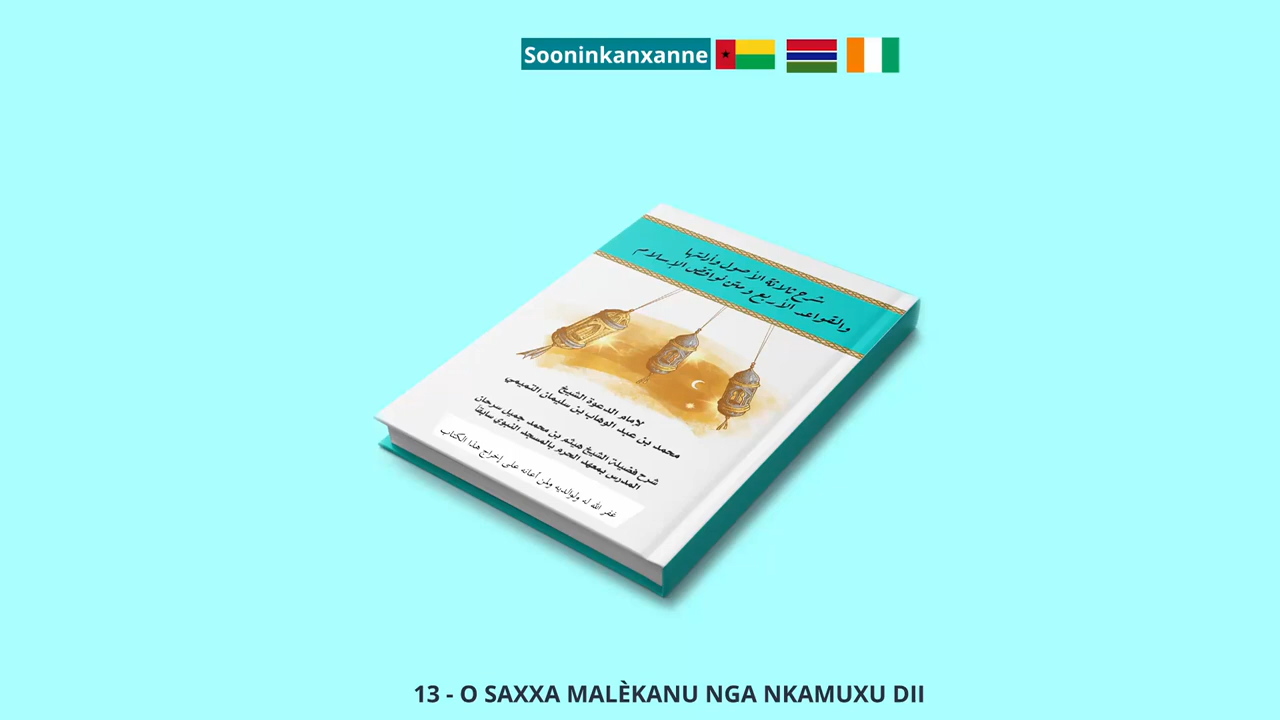 Sooninkanxanne
شرح ثلاثة الأصول وأدلتها
والقواعد الأربع و متن نواقض الإسلام
لإمام الدعوة الشيخ
محمد بن عبد الوهاب بن سليمان التميمي
شرح فضيلة الشيخ هيثم بن محمد جميل سرحان
المدرس بمعهد الحرم بالمسجد النبوي سابقا
غفر الله له ولوالديه ولمن أعانه على إخراج هذا الكتاب
13 - O SAXXA MALÈKANU NGA NKAMUXU DII